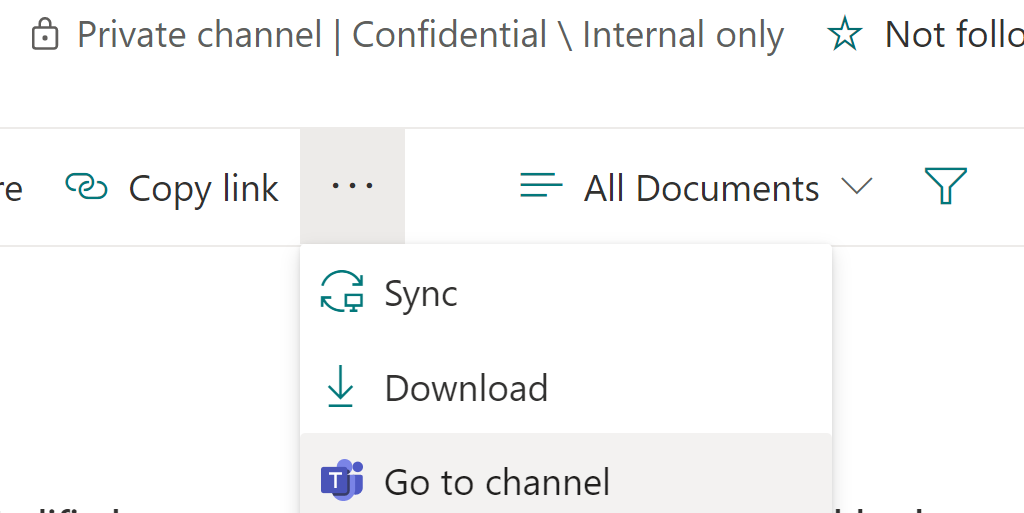 Private channel | Confidential \ Internal only Not follo
re Copy link ··· All Documents
Sync
Download
Go to channel